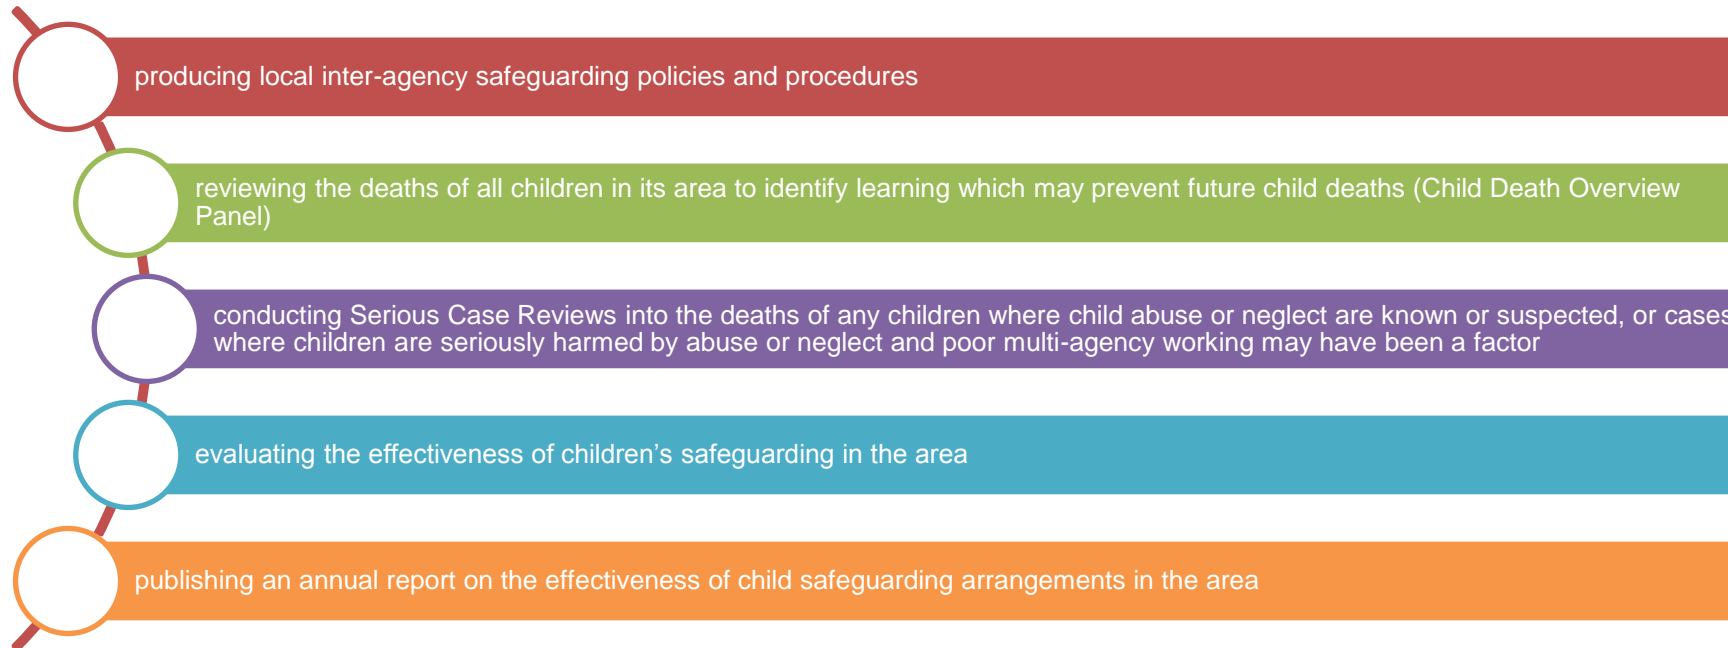 producing local inter-agency safeguarding policies and procedures
reviewing the deaths of all children in its area to identify learning which may prevent future child deaths (Child Death Overview
Panel)
conducting Serious Case Reviews into the deaths of any children where child abuse or neglect are known or suspected, or cases
where children are seriously harmed by abuse or neglect and poor multi-agency working may have been a factor
evaluating the effectiveness of children’s safeguarding in the area
publishing an annual report on the effectiveness of child safeguarding arrangements in the area